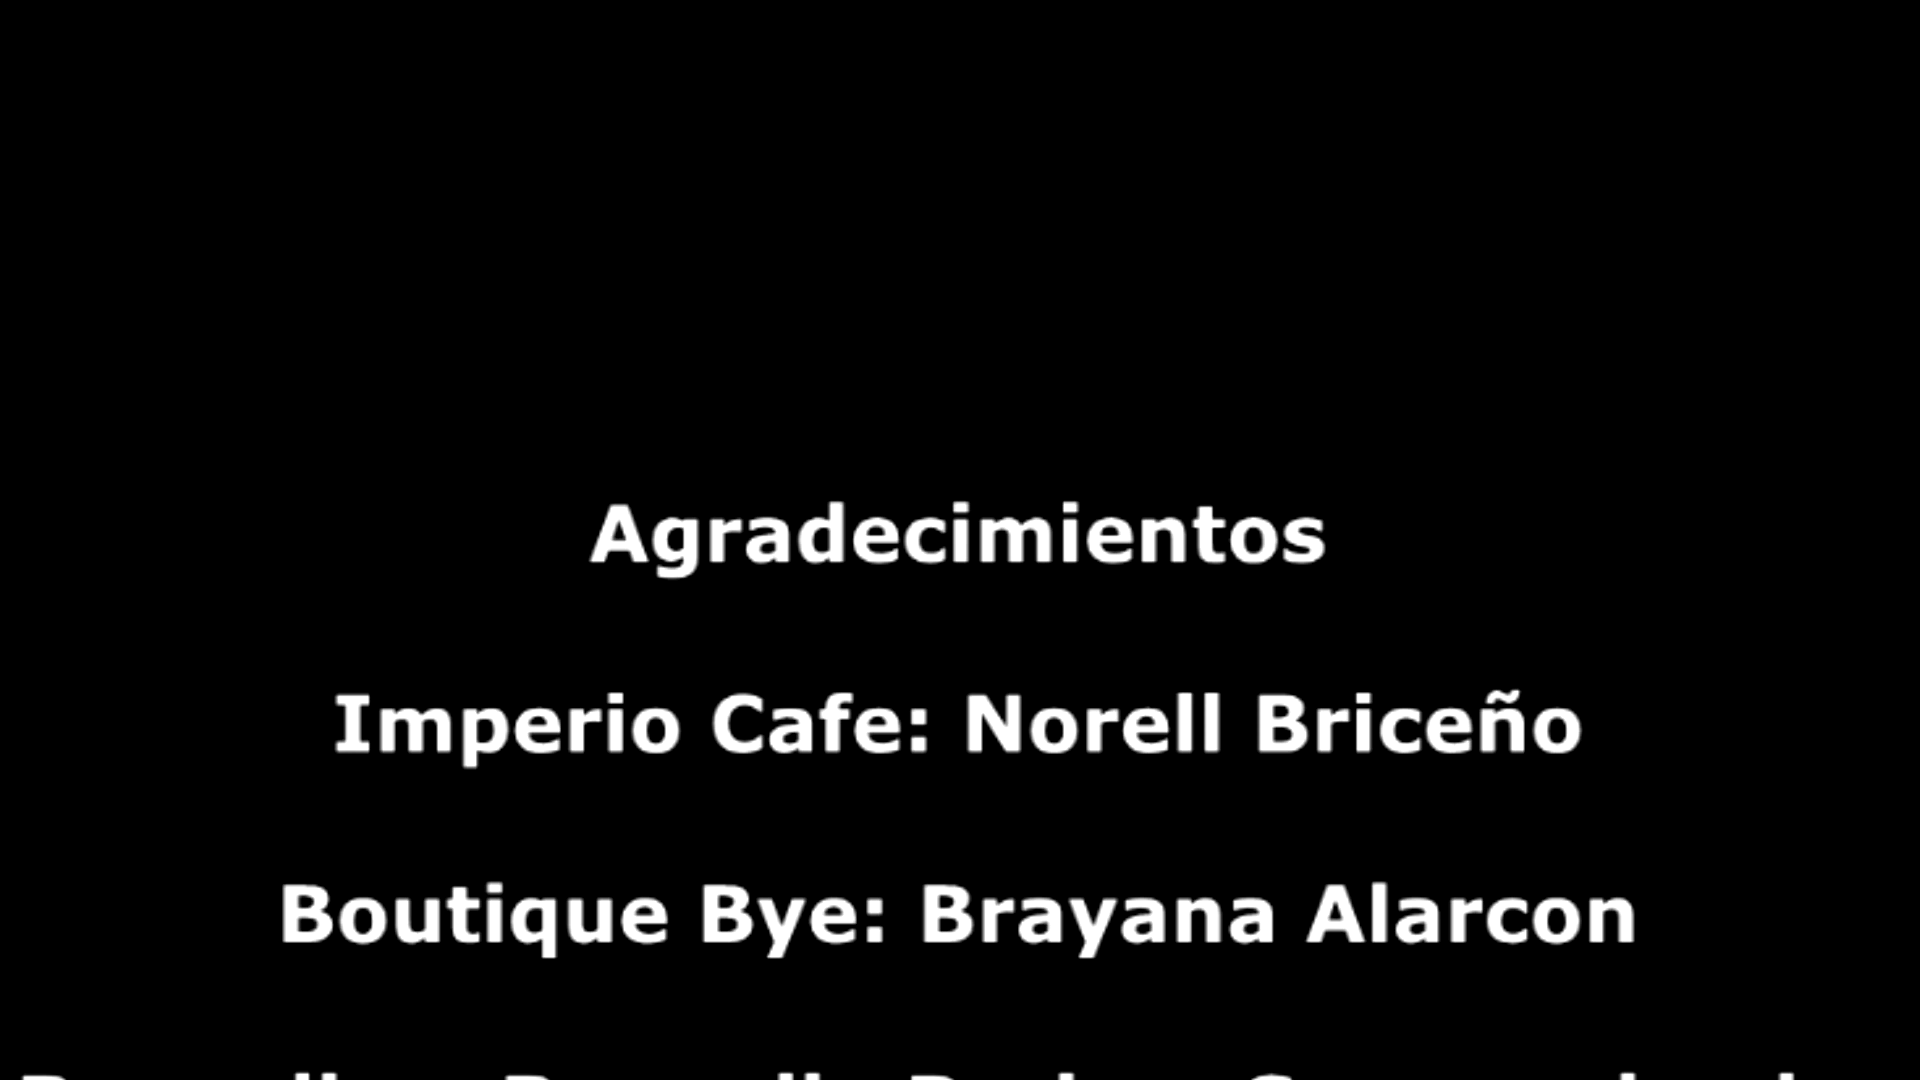 Agradecimientos
Imperio Cafe: Norell Briceño
Boutique Bye: Brayana Alarcon